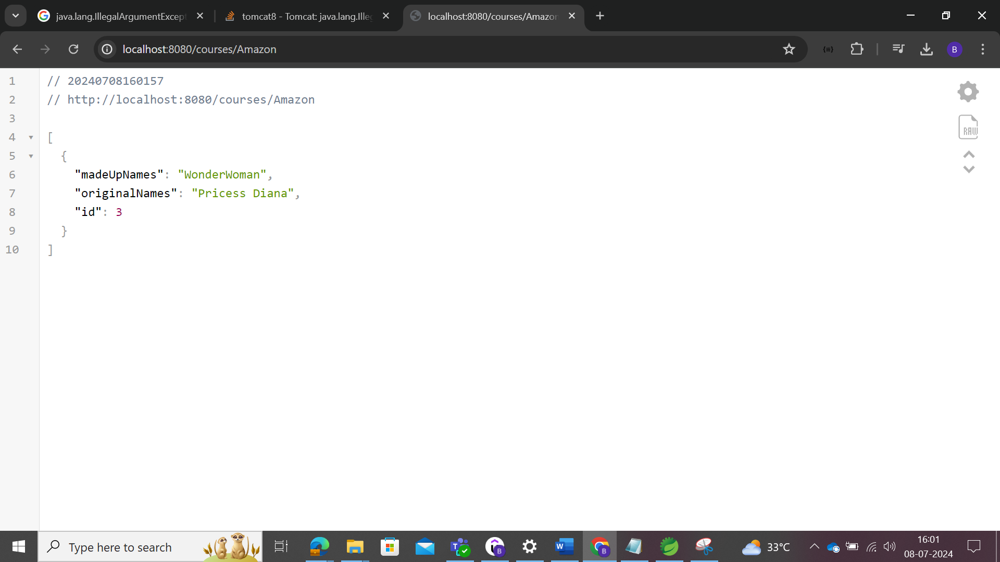 java.lang.IllegalArgumentExcept
tomcat8 - Tomcat: java.lang.Illeg
localhost:8080/courses/Amazon
localhost:8080/courses/Amazon
B
1 // 20240708160157
2 // http://localhost:8080/courses/Amazon
3
4 [
5 {
6 "madeUpNames": "WonderWoman",
7 "originalNames": "Pricess Diana",
8 "id": 3
9 }
10 ]
RAW
Type here to search
T
B
W
B
33°C
16:01
08-07-2024